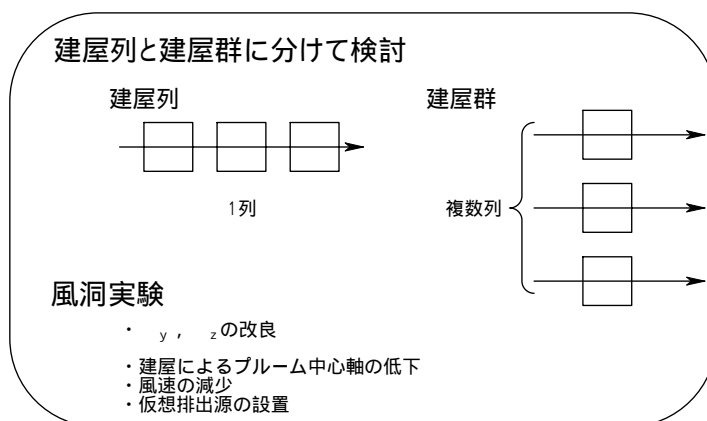 建屋列と建屋群に分けて検討
建屋列
建屋群
1列
複数列
風洞実験
・ y , zの改良
・建屋によるプルーム中心軸の低下
・風速の減少
・仮想排出源の設置